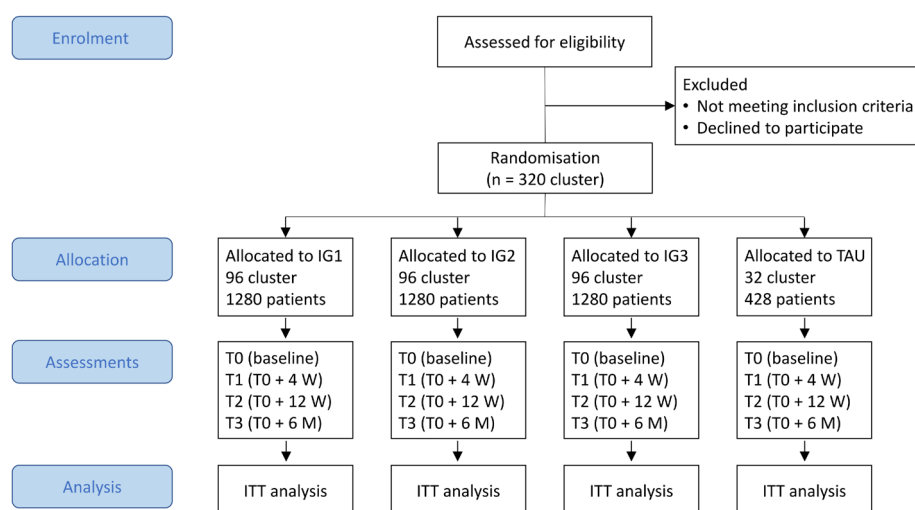 Enrolment
Assessed for eligibility
Excluded
• Not meeting inclusion criteria
• Declined to participate
Randomisation
(n = 320 cluster)
Allocation
Allocated to IG1
96 cluster
1280 patients
Allocated to IG2
96 cluster
1280 patients
Allocated to IG3
96 cluster
1280 patients
Allocated to TAU
32 cluster
428 patients
Assessments
T0 (baseline)
T1 (T0 + 4 W)
T2 (T0 + 12 W)
T3 (T0 + 6 M)
T0 (baseline)
T1 (T0 + 4 W)
T2 (T0 + 12 W)
T3 (T0 + 6 M)
T0 (baseline)
T1 (T0 + 4 W)
T2 (T0 + 12 W)
T3 (T0 + 6 M)
T0 (baseline)
T1 (T0 + 4 W)
T2 (T0 + 12 W)
T3 (T0 + 6 M)
Analysis
ITT analysis
ITT analysis
ITT analysis
ITT analysis